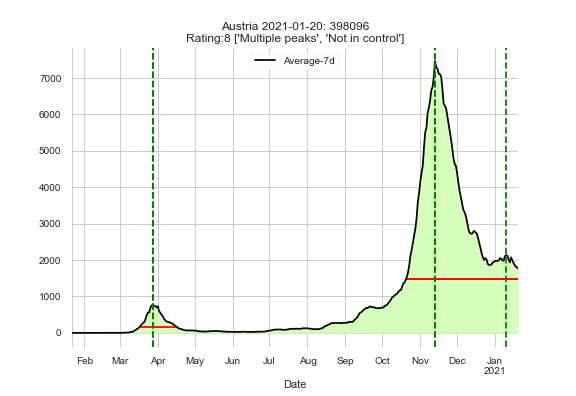 Austria 2021-01-20: 398096
Rating:8 ['Multiple peaks', 'Not in control']
Average-7d
7000
6000
5000
4000
3000
2000
1000
0
Feb Mar Apr May Jun Jul Aug Sep Oct Nov Dec Jan
2021
Date